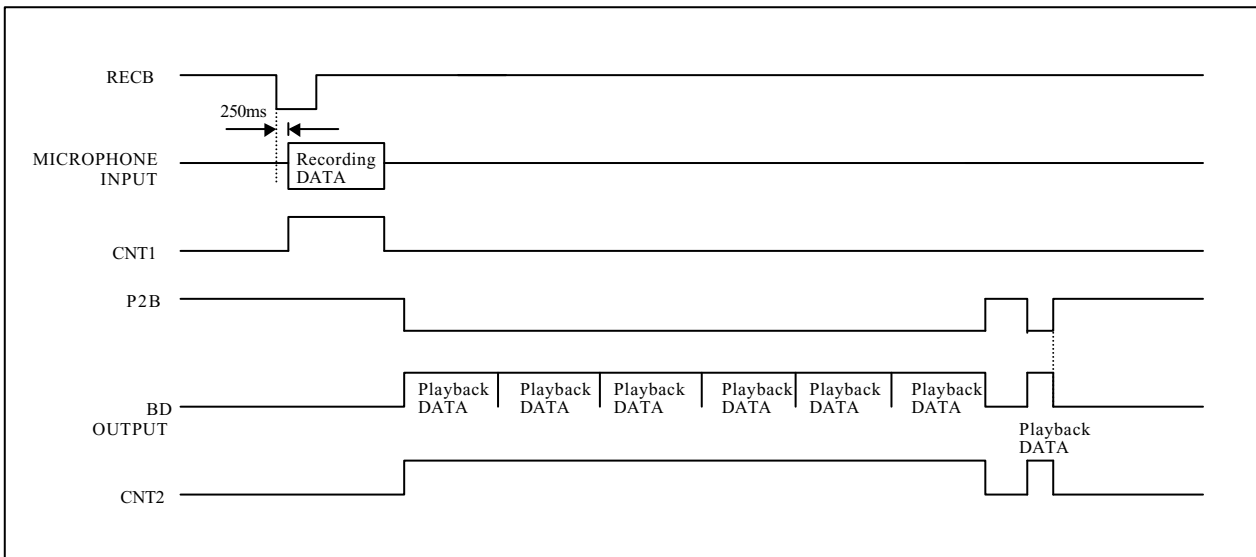 RECB
250ms
MICROPHONE
INPUT
Recording
DATA
CNT1
P2B
BD
OUTPUT
Playback
DATA
Playback
DATA
Playback
DATA
Playback
DATA
Playback
DATA
Playback
DATA
Playback
DATA
CNT2